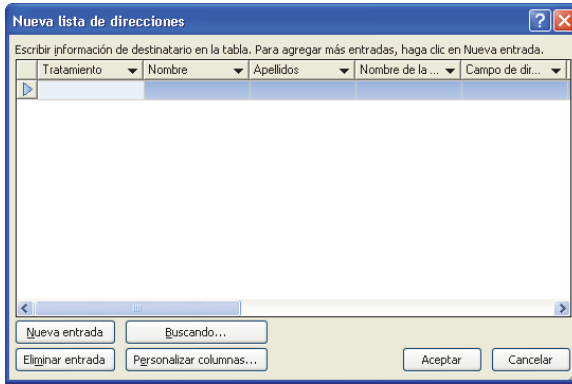 Nueva lista de direcciones
Escribir información de destinatario en la tabla. Para agregar más entradas, haga clic en Nueva entrada.
Tratamiento Nombre Apellidos Nombre de la ... Campo de dir...
Nueva entrada Buscando...
Eliminar entrada Personalizar columnas... Aceptar Cancelar